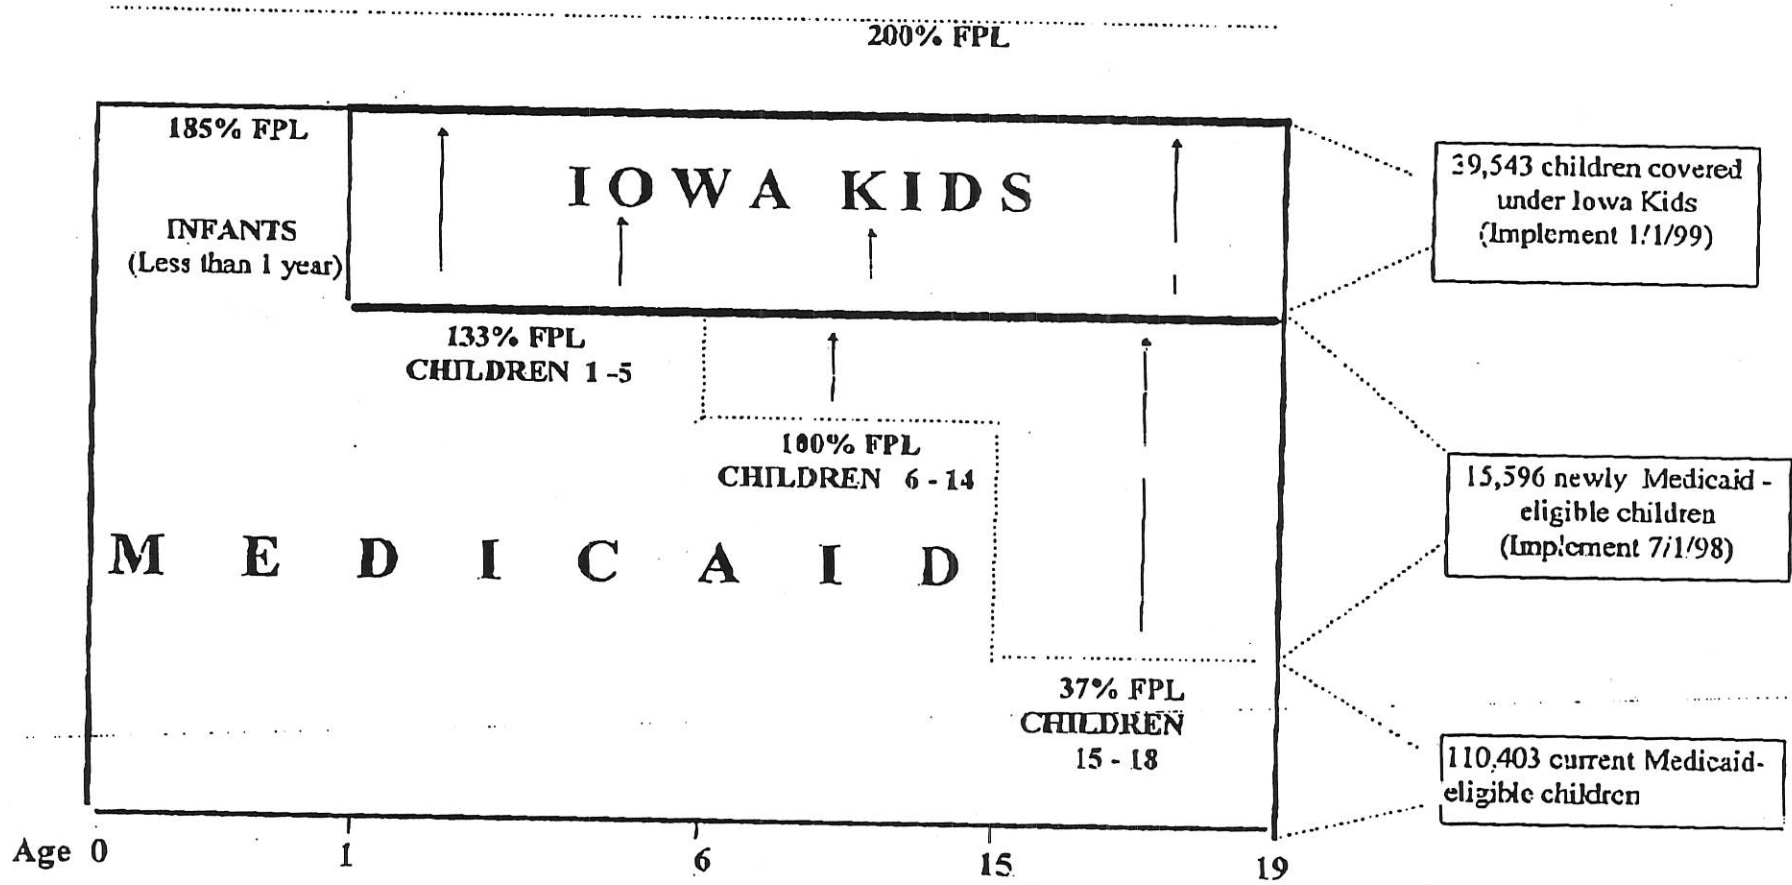 200% FPL
185% FPL
INFANTS
(Less than 1 year)
IOWA KIDS
39,543 children covered
under Iowa Kids
(Implement 1/1/99)
133% FPL
CHILDREN 1-5
100% FPL
CHILDREN 6 - 14
MEDICAID
15,596 newly Medicaid -
eligible children
(Implement 7/1/98)
37% FPL
CHILDREN
15 - 18
110,403 current Medicaid-
eligible children
Age 0 1 6 15 19